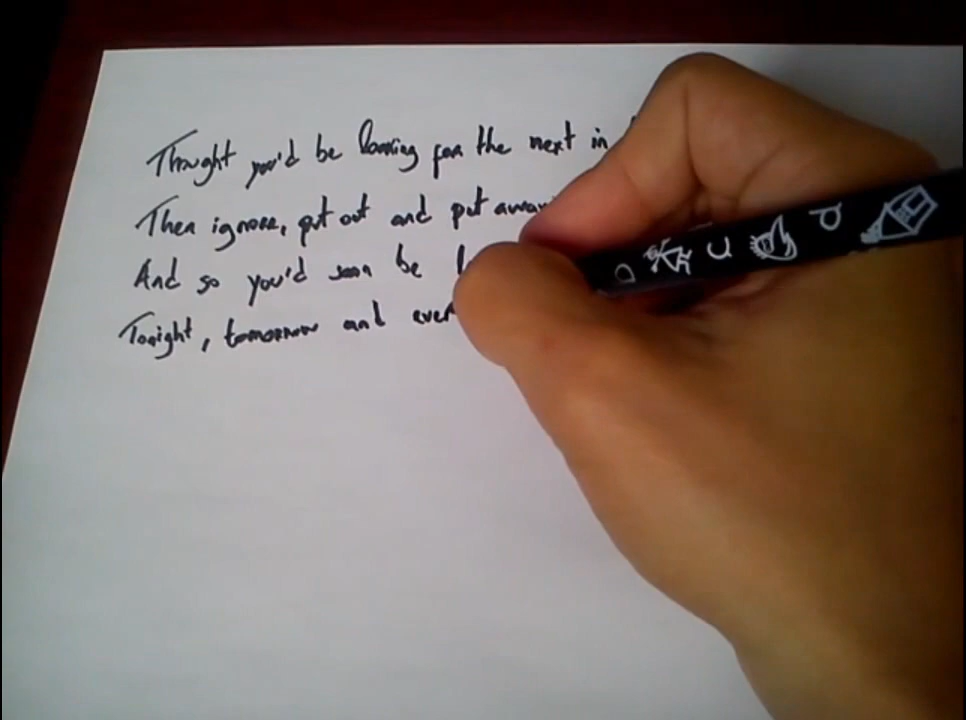 Thought you'd be looking for the next in
Then ignore, put out and put away
And so you'd soon be
Tonight, tomorrow and